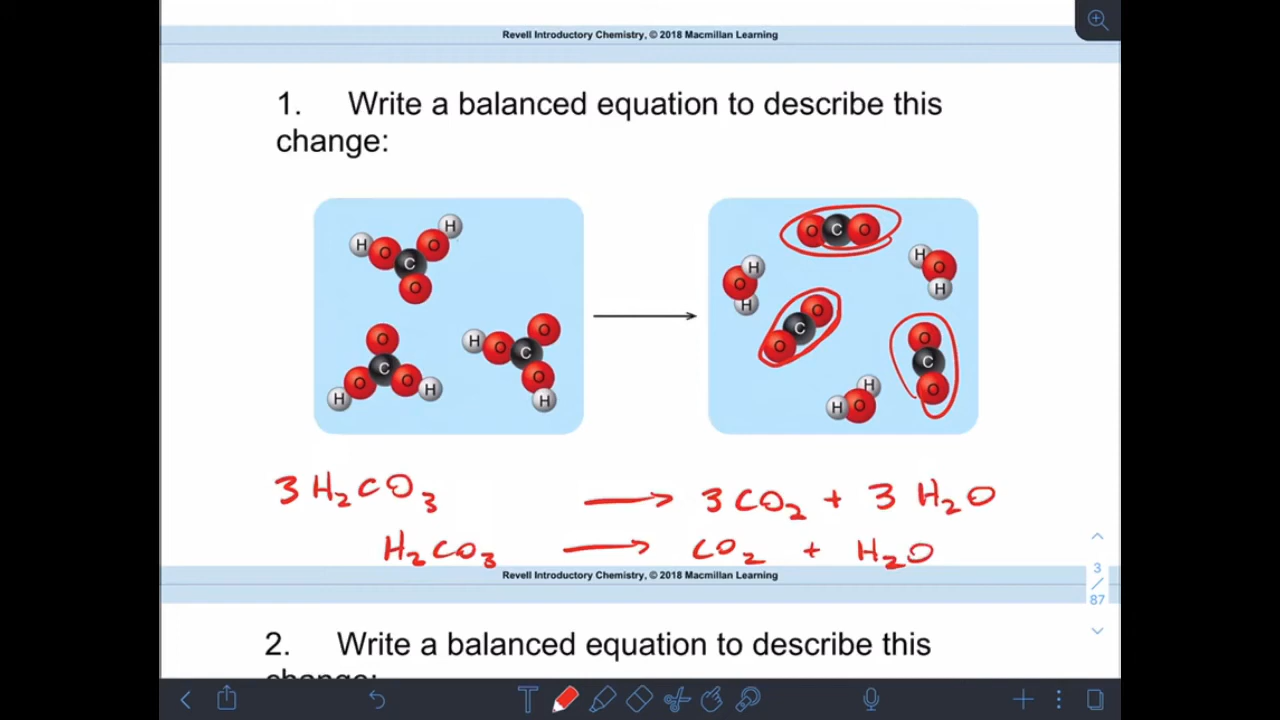 Revell Introductory Chemistry, © 2018 Macmillan Learning
1. Write a balanced equation to describe this
change:
H O C O H O
O C O O H H
H O C O O H
O C O
O H H
O H H
O C O
O C O
O H H
3 H₂CO₃ → 3 CO₂ + 3 H₂O
H₂CO₃ → CO₂ + H₂O
Revell Introductory Chemistry, © 2018 Macmillan Learning
3
/
87
2. Write a balanced equation to describe this
change:
T